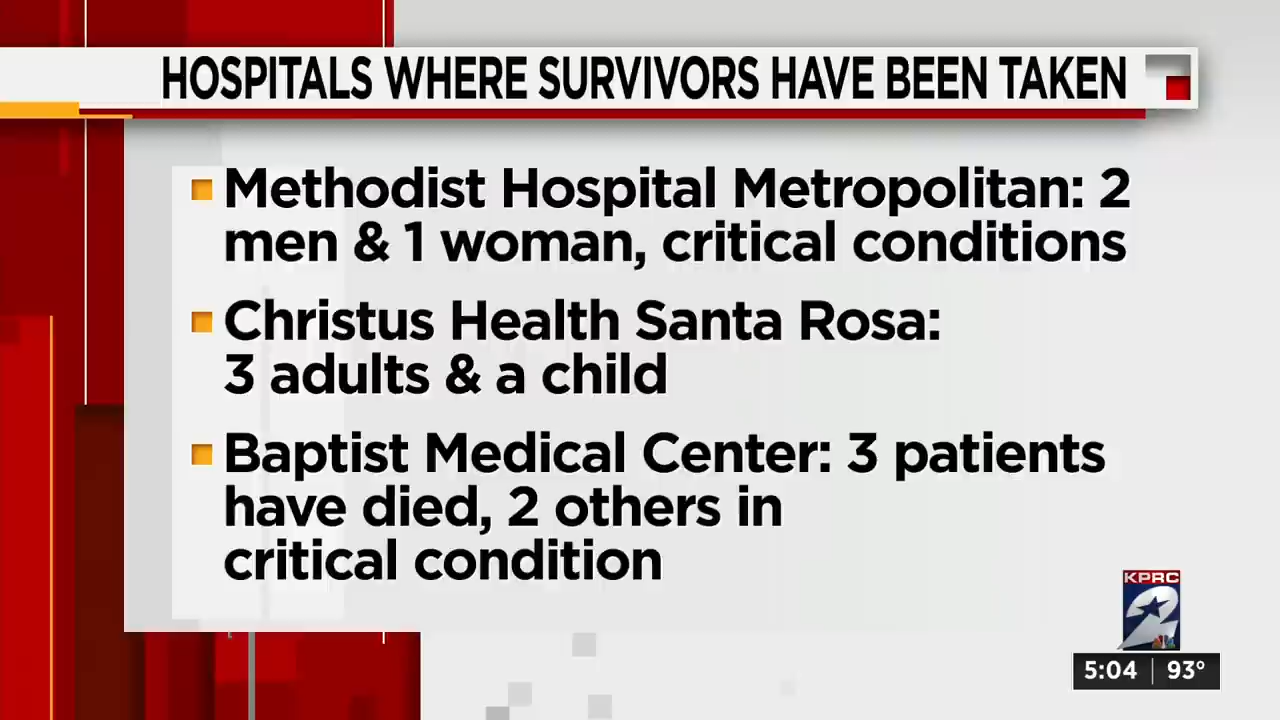 HOSPITALS WHERE SURVIVORS HAVE BEEN TAKEN
Methodist Hospital Metropolitan: 2
men & 1 woman, critical conditions
Christus Health Santa Rosa:
3 adults & a child
Baptist Medical Center: 3 patients
have died, 2 others in
critical condition
KPRC
2
5:04 93°